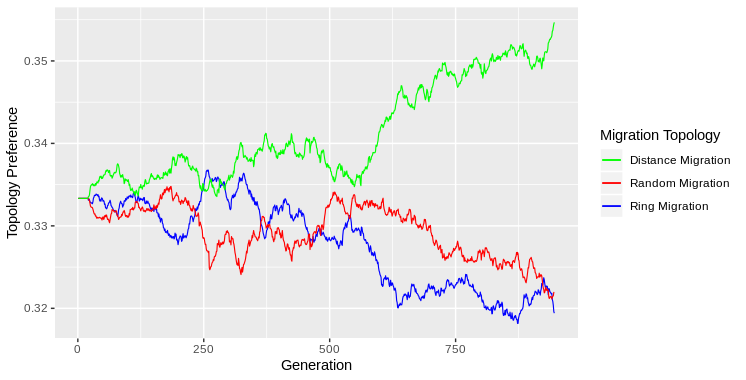 Topology Preference
0.35
0.34
0.33
0.32
0
250
500
750
Generation
Migration Topology
Distance Migration
Random Migration
Ring Migration